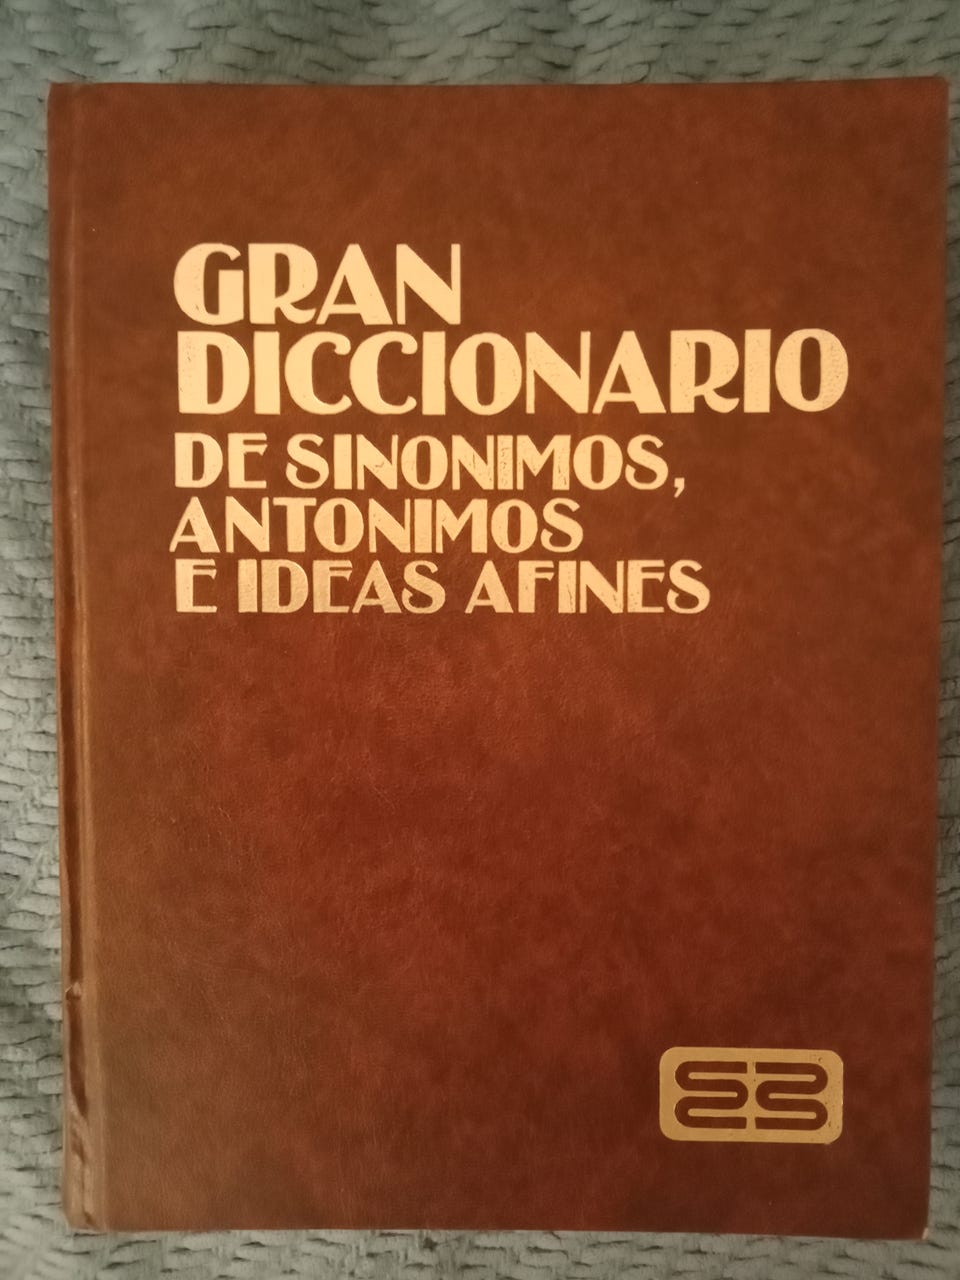 GRAN
DICCIONARIO
DE SINONIMOS,
ANTONIMOS
E IDEAS AFINES